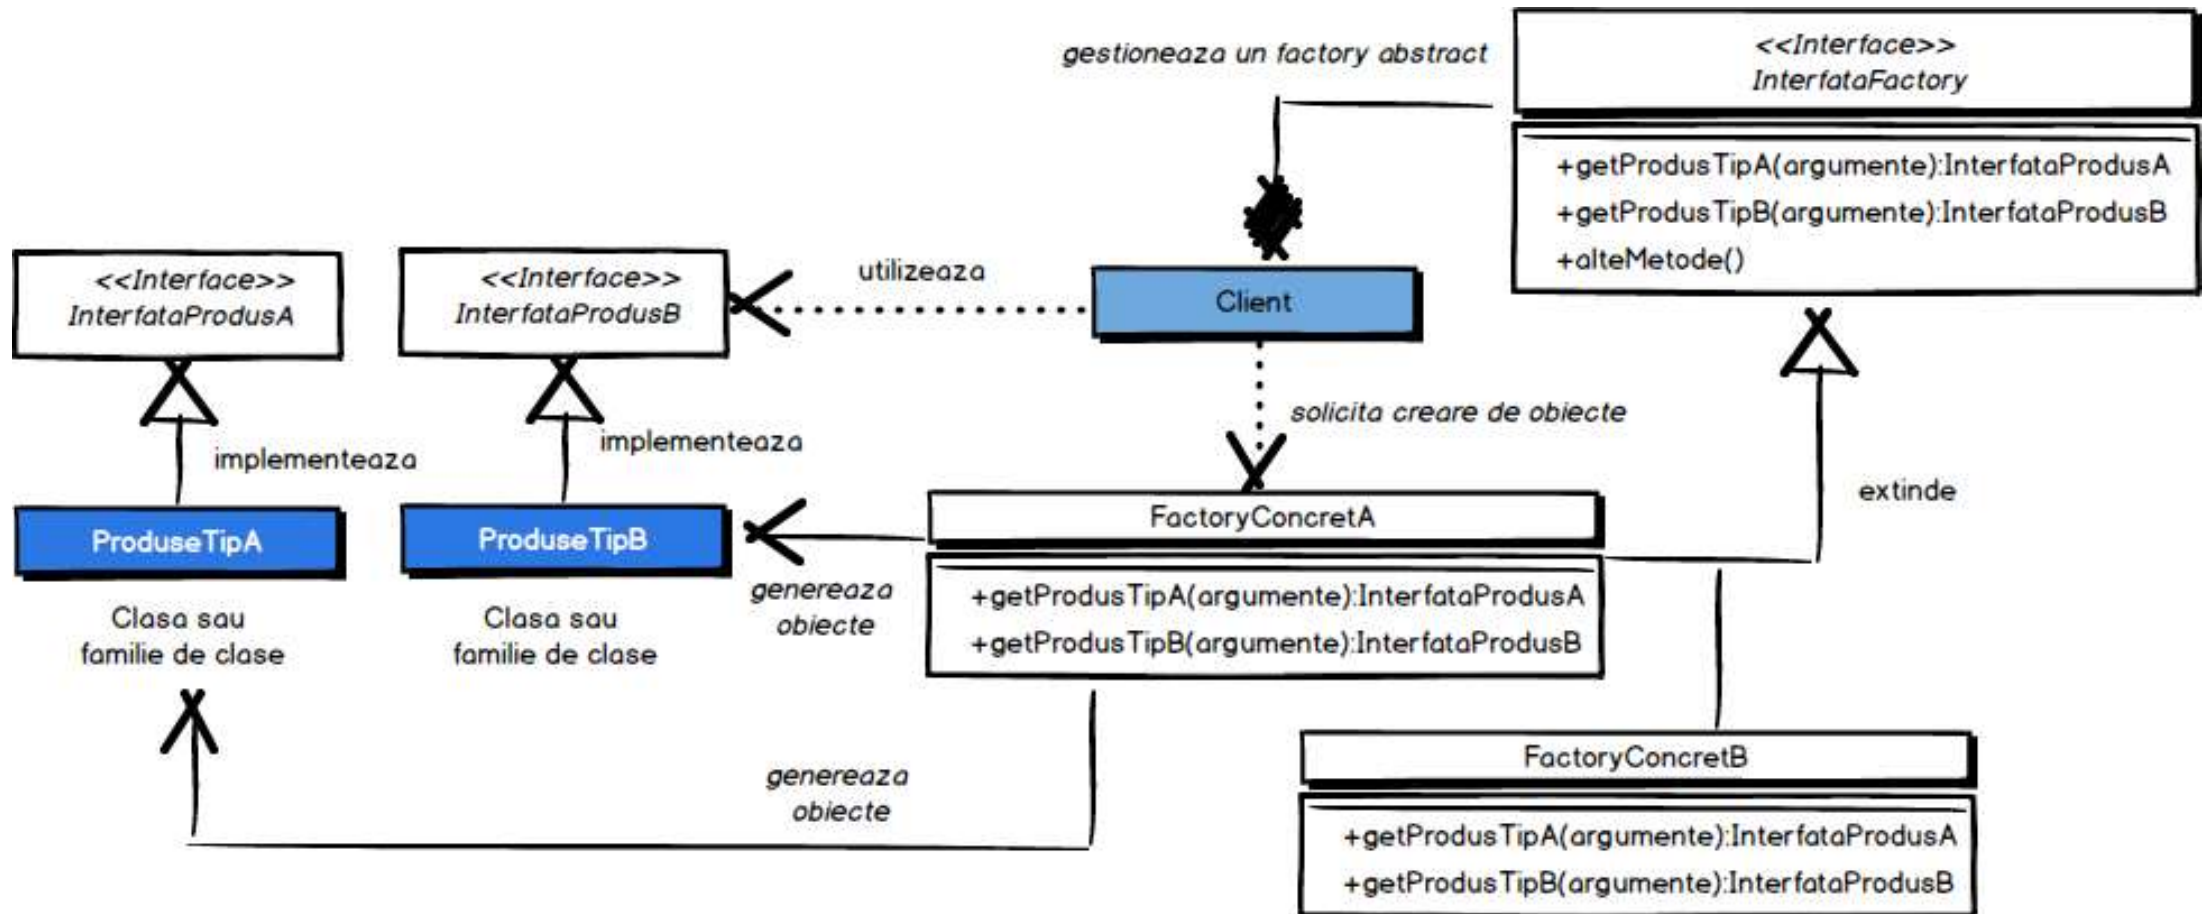 gestioneaza un factory abstract
<<Interface>>
InterfataFactory
+getProdusTipA(argumente):InterfataProdusA
+getProdusTipB(argumente):InterfataProdusB
+alteMetode()
<<Interface>>
InterfataProdusA
<<Interface>>
InterfataProdusB
utilizeaza
Client
solicita creare de obiecte
implementeaza
implementeaza
extinde
ProduseTipA
ProduseTipB
FactoryConcretA
+getProdusTipA(argumente):InterfataProdusA
+getProdusTipB(argumente):InterfataProdusB
genereaza
obiecte
Clasa sau
familie de clase
Clasa sau
familie de clase
genereaza
obiecte
FactoryConcretB
+getProdusTipA(argumente):InterfataProdusA
+getProdusTipB(argumente):InterfataProdusB